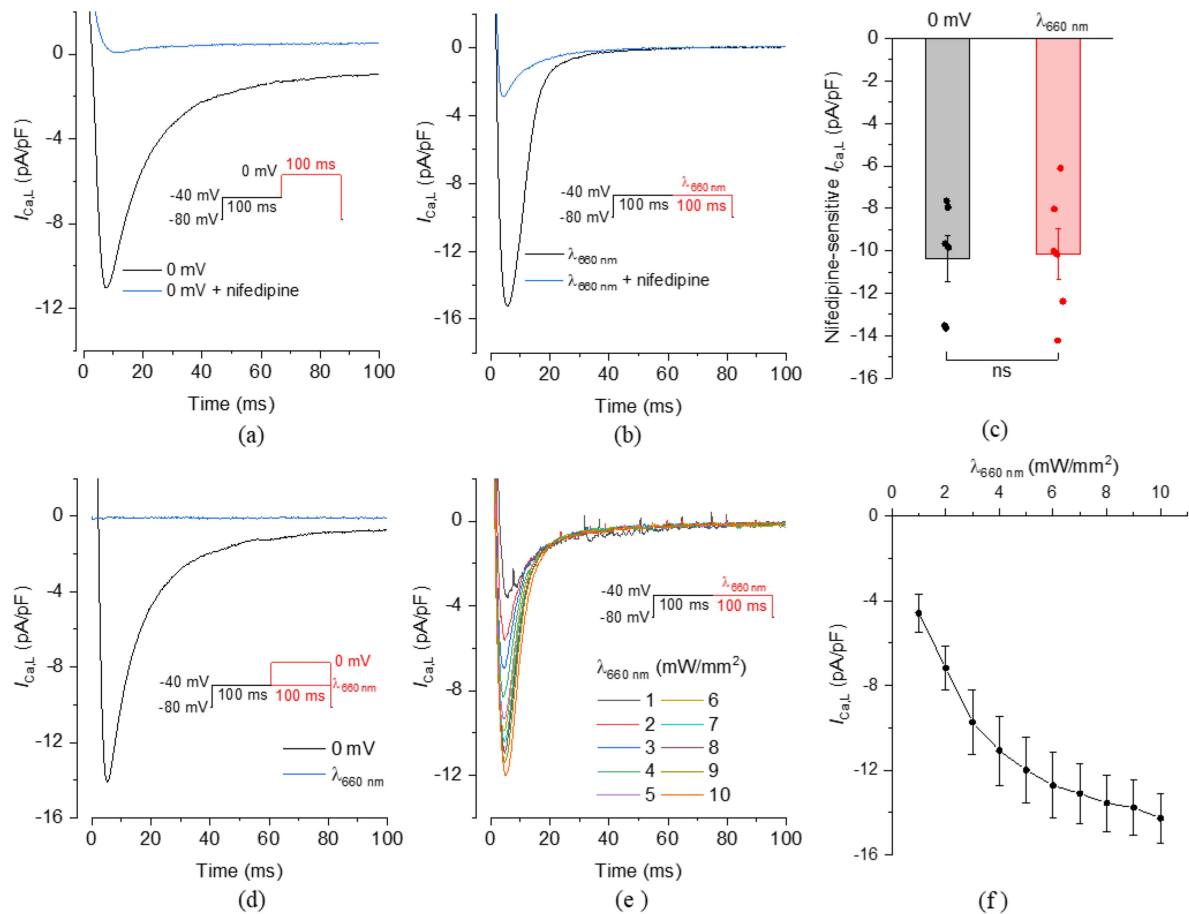 0
-4
-8
-12
I_Ca,L (pA/pF)
0 mV
100 ms
-40 mV
100 ms
-80 mV
0 mV
0 mV + nifedipine
0 20 40 60 80 100
Time (ms)
(a)
0
-4
-8
-12
-16
I_Ca,L (pA/pF)
-40 mV
λ660 nm
100 ms
100 ms
-80 mV
λ660 nm
λ660 nm + nifedipine
0 20 40 60 80 100
Time (ms)
(b)
0 mV λ660 nm
0
-2
-4
-6
-8
-10
-12
-14
-16
Nifedipine-sensitive I_Ca,L (pA/pF)
ns
(c)
0
-4
-8
-12
-16
I_Ca,L (pA/pF)
0 mV
-40 mV
100 ms
100 ms
λ660 nm
-80 mV
0 mV
λ660 nm
0 20 40 60 80 100
Time (ms)
(d)
0
-4
-8
-12
I_Ca,L (pA/pF)
-40 mV
λ660 nm
100 ms
100 ms
-80 mV
λ660 nm (mW/mm²)
1 6
2 7
3 8
4 9
5 10
0 20 40 60 80 100
Time (ms)
(e)
λ660 nm (mW/mm²)
0 2 4 6 8 10
0
-4
-8
-12
-16
I_Ca,L (pA/pF)
(f)